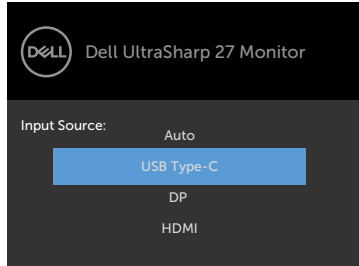 DELL Dell UltraSharp 27 Monitor
Input Source:
Auto
USB Type-C
DP
HDMI